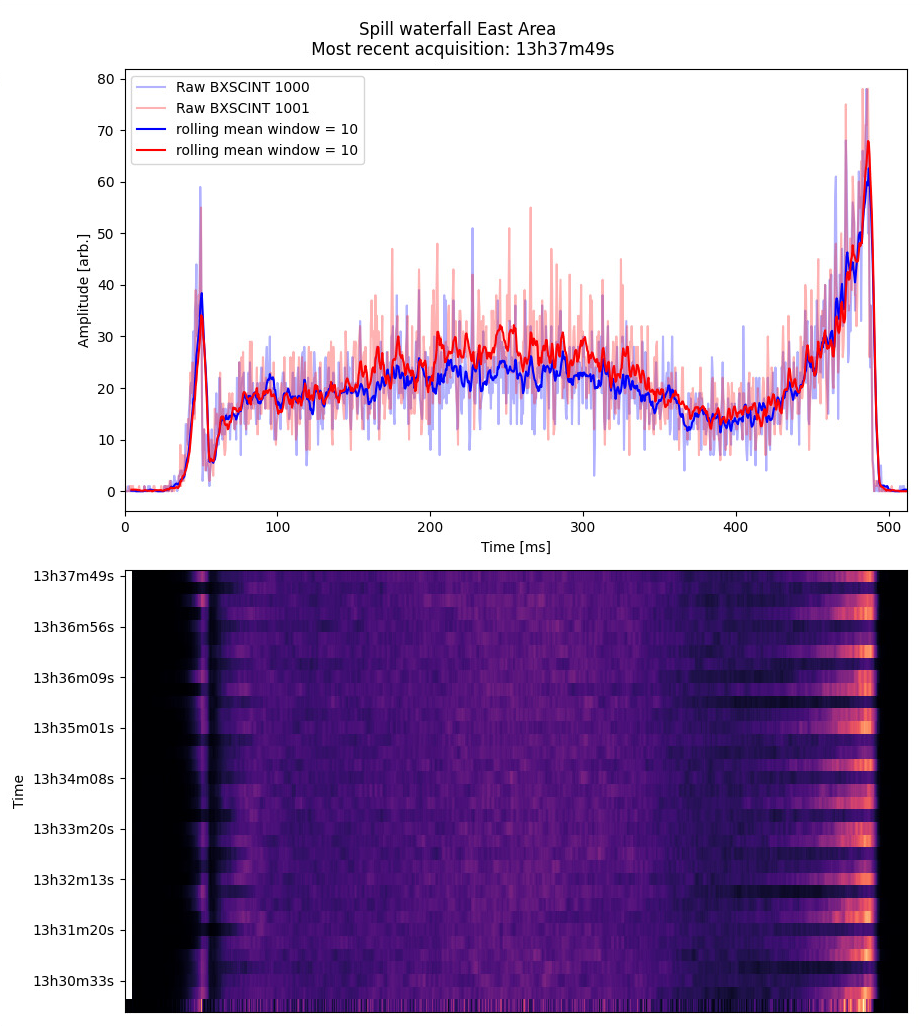 Spill waterfall East Area
Most recent acquisition: 13h37m49s
80
70
60
50
40
30
20
10
0
Amplitude [arb.]
Raw BXSCINT 1000
Raw BXSCINT 1001
rolling mean window = 10
rolling mean window = 10
0 100 200 300 400 500
Time [ms]
13h37m49s
13h36m56s
13h36m09s
13h35m01s
13h34m08s
13h33m20s
13h32m13s
13h31m20s
13h30m33s
Time